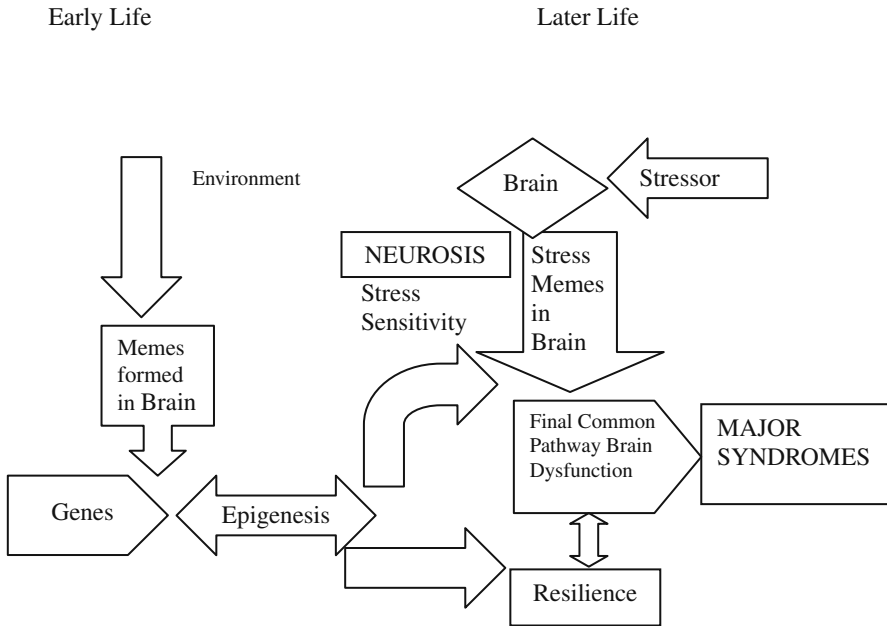 Early Life
Later Life
Environment
Brain
Stressor
NEUROSIS
Stress
Sensitivity
Stress
Memes
in
Brain
Memes
formed
in Brain
Final Common
Pathway Brain
Dysfunction
MAJOR
SYNDROMES
Genes
Epigenesis
Resilience